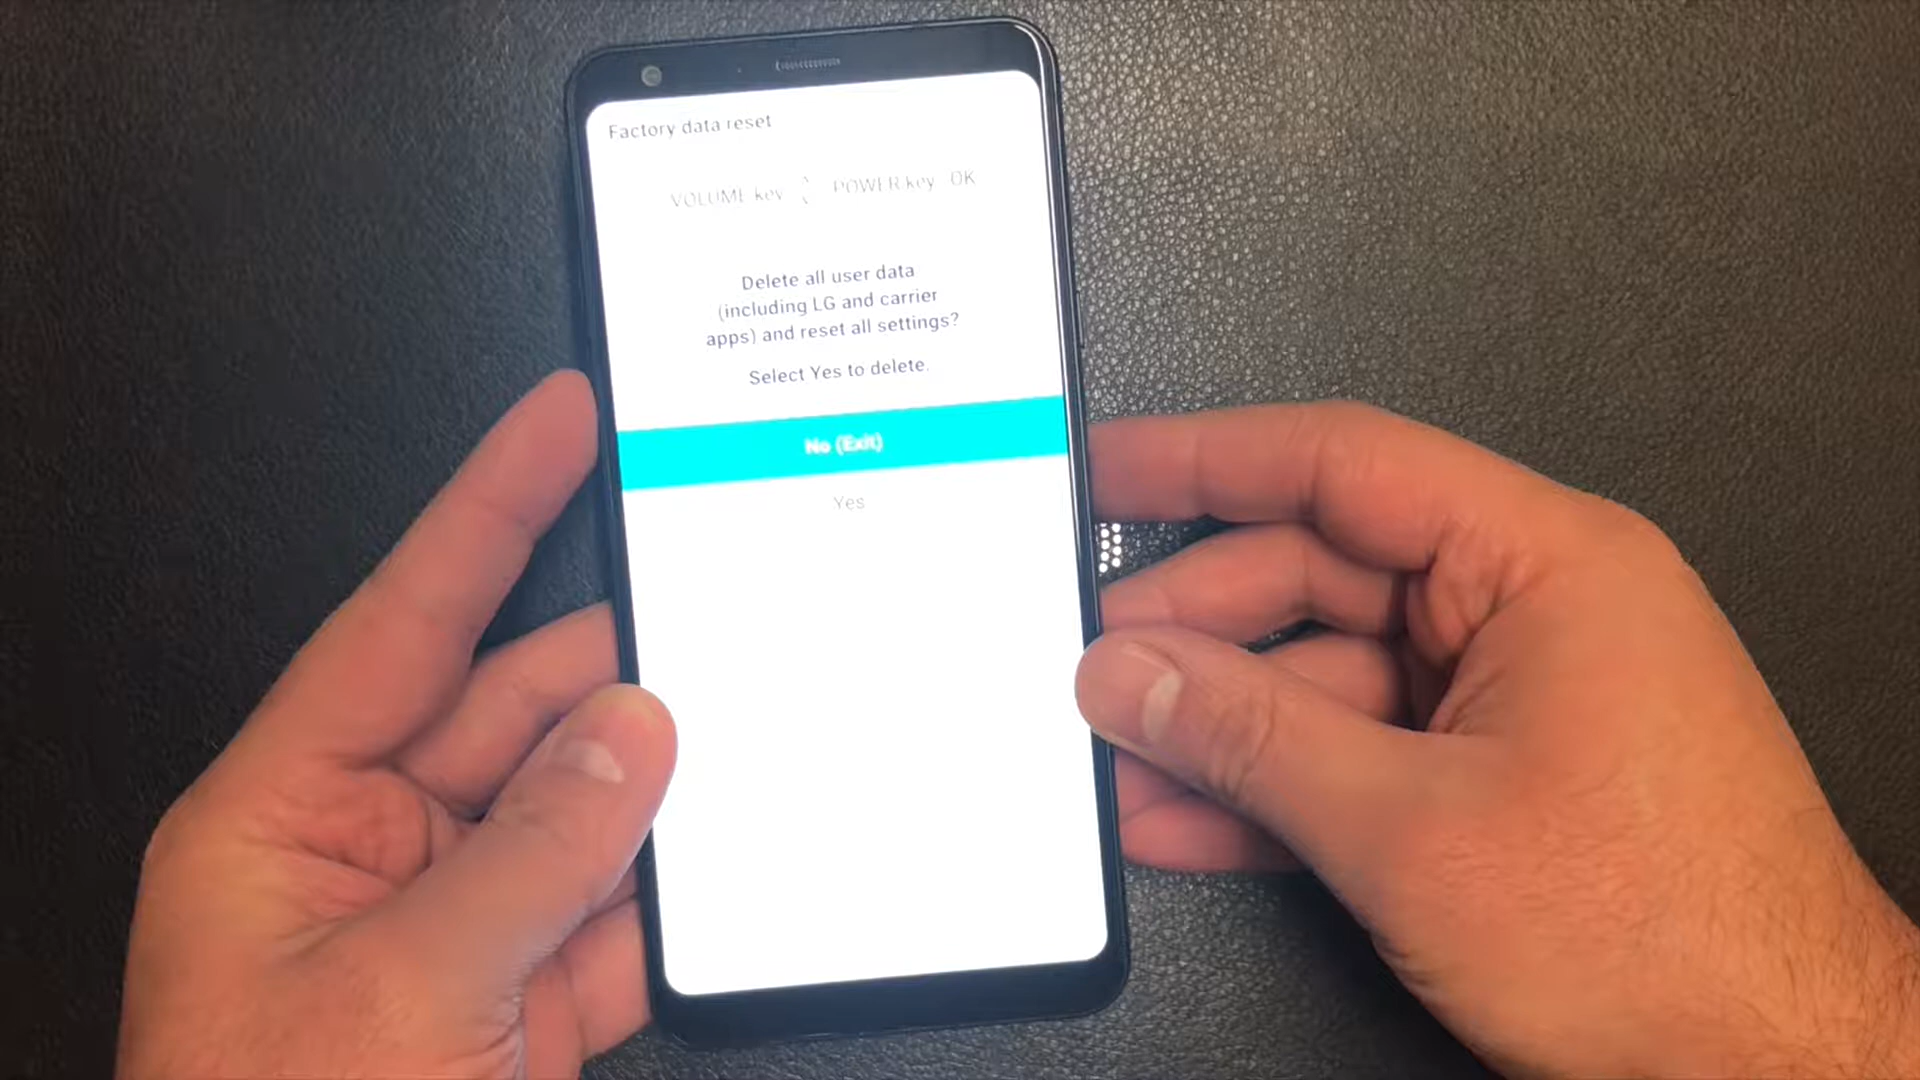 Factory data reset
VOLUME key POWER key OK
Delete all user data
(including LG and carrier
apps) and reset all settings?
Select Yes to delete.
No (Exit)
Yes